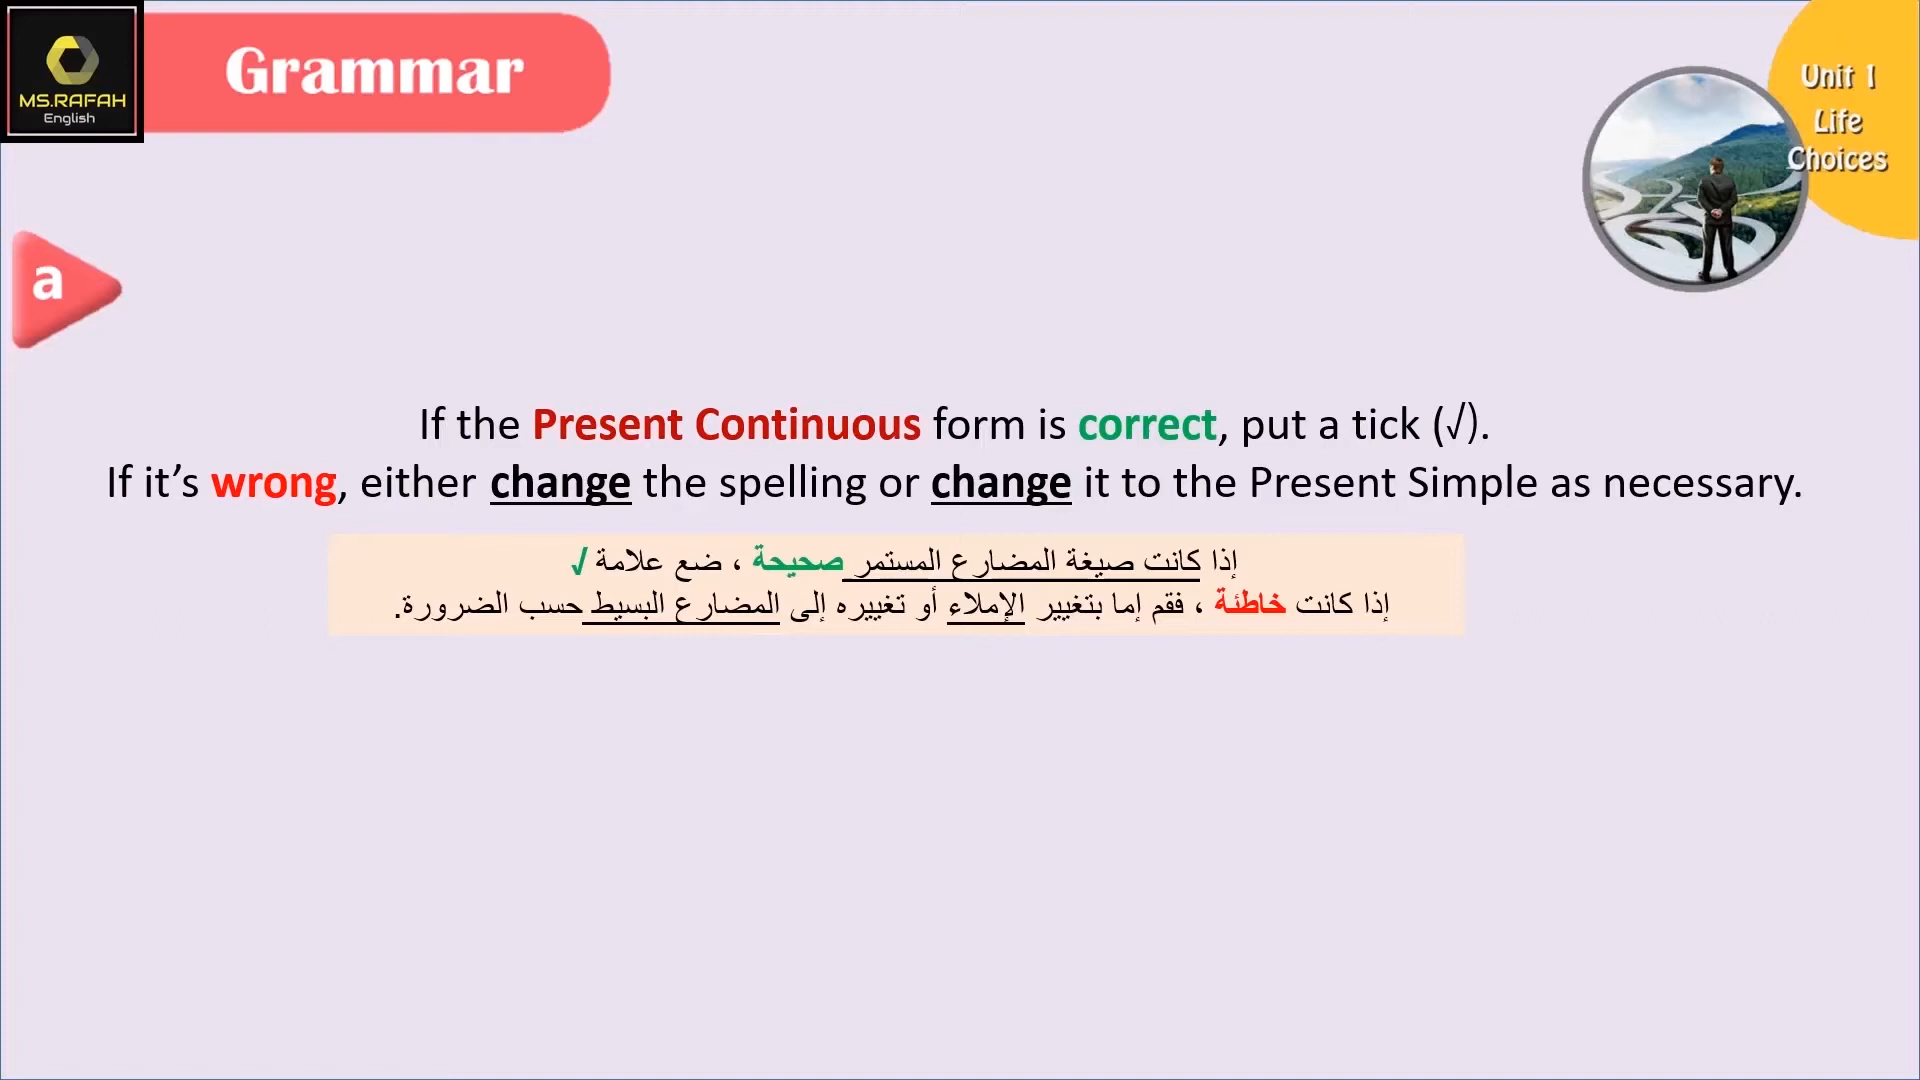 MS.RAFAH
English
Grammar
Unit 1
Life
Choices
a
If the Present Continuous form is correct, put a tick (√).
If it’s wrong, either change the spelling or change it to the Present Simple as necessary.
إذا كانت صيغة المضارع المستمر صحيحة ، ضع علامة √
إذا كانت خاطئة ، فقم إما بتغيير الإملاء أو تغييره إلى المضارع البسيط حسب الضرورة.